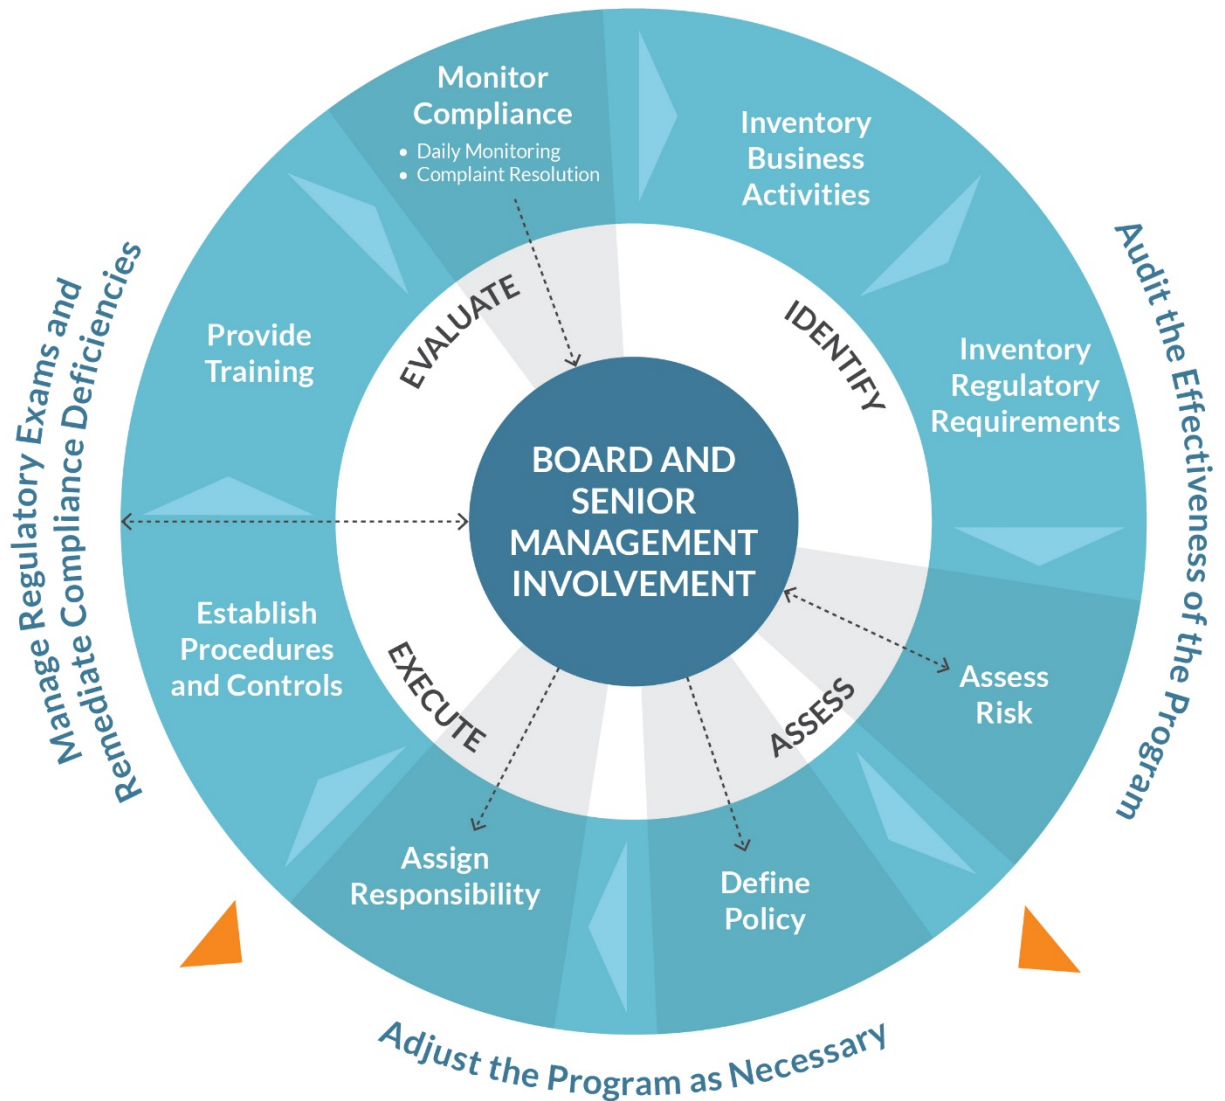 Monitor
Compliance
• Daily Monitoring
• Complaint Resolution
Inventory
Business
Activities
Inventory
Regulatory
Requirements
Assess
Risk
Define
Policy
Assign
Responsibility
Establish
Procedures
and Controls
Provide
Training
EVALUATE
IDENTIFY
ASSESS
EXECUTE
BOARD AND
SENIOR
MANAGEMENT
INVOLVEMENT
Audit the Effectiveness of the Program
Adjust the Program as Necessary
Manage Regulatory Exams and
Remediate Compliance Deficiencies